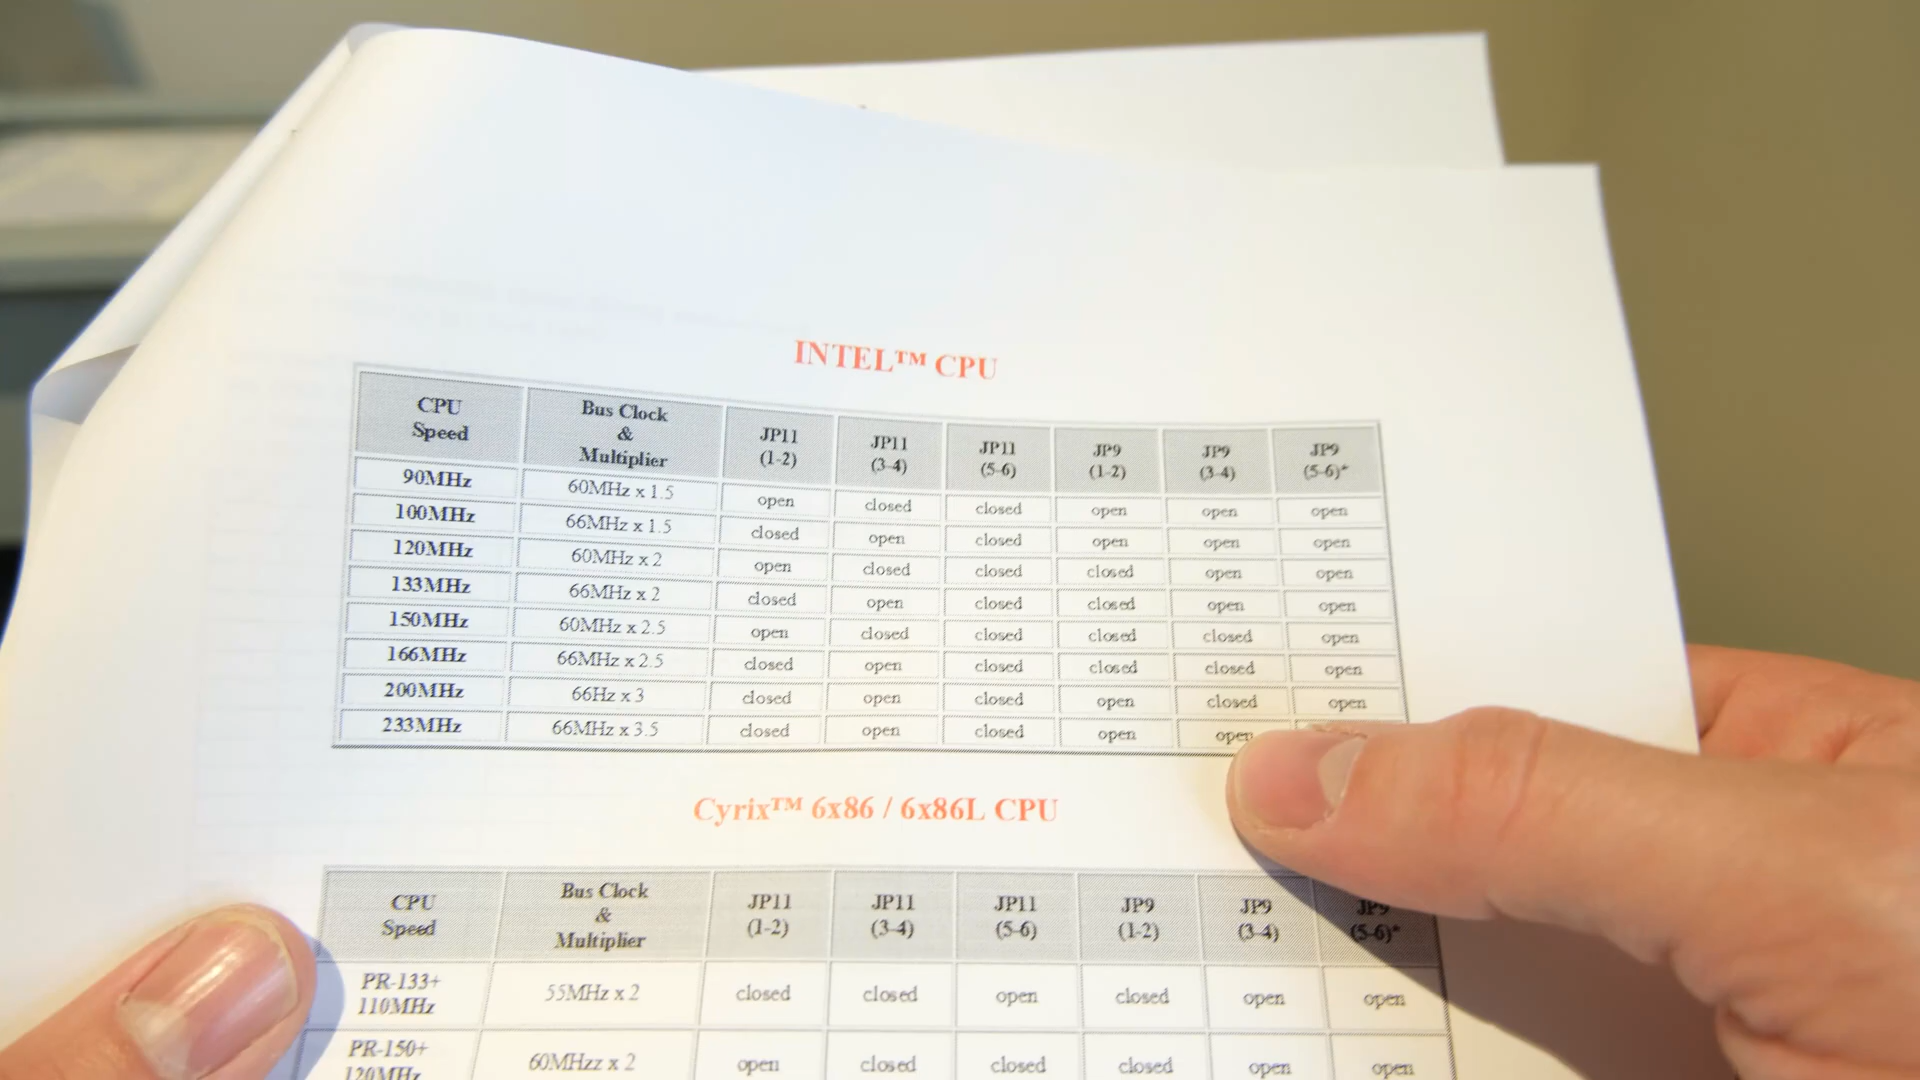 INTEL™ CPU
CPU Speed Bus Clock & Multiplier JP11 (1-2) JP11 (3-4) JP11 (5-6) JP9 (1-2) JP9 (3-4) JP9 (5-6)*
90MHz 60MHz x 1.5 open closed closed open open open
100MHz 66MHz x 1.5 closed open closed open open open
120MHz 60MHz x 2 open closed closed closed open open
133MHz 66MHz x 2 closed open closed closed open open
150MHz 60MHz x 2.5 open closed closed closed closed open
166MHz 66MHz x 2.5 closed open closed closed closed open
200MHz 66Hz x 3 closed open closed open closed open
233MHz 66MHz x 3.5 closed open closed open open
Cyrix™ 6x86 / 6x86L CPU
CPU Speed Bus Clock & Multiplier JP11 (1-2) JP11 (3-4) JP11 (5-6) JP9 (1-2) JP9 (3-4) JP9 (5-6)*
PR-133+ 110MHz 55MHz x 2 closed closed open closed open open
PR-150+ 120MHz 60MHzz x 2 open closed closed closed open open